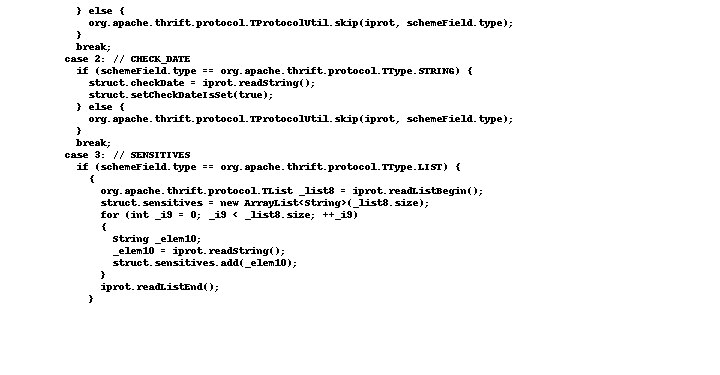 } else {
org.apache.thrift.protocol.TProtocolUtil.skip(iprot, schemeField.type);
}
break;
case 2: // CHECK_DATE
if (schemeField.type == org.apache.thrift.protocol.TType.STRING) {
struct.checkDate = iprot.readString();
struct.setCheckDateIsSet(true);
} else {
org.apache.thrift.protocol.TProtocolUtil.skip(iprot, schemeField.type);
}
break;
case 3: // SENSITIVES
if (schemeField.type == org.apache.thrift.protocol.TType.LIST) {
{
org.apache.thrift.protocol.TList _list8 = iprot.readListBegin();
struct.sensitives = new ArrayList<String>(_list8.size);
for (int _i9 = 0; _i9 < _list8.size; ++_i9)
{
String _elem10;
_elem10 = iprot.readString();
struct.sensitives.add(_elem10);
}
iprot.readListEnd();
}